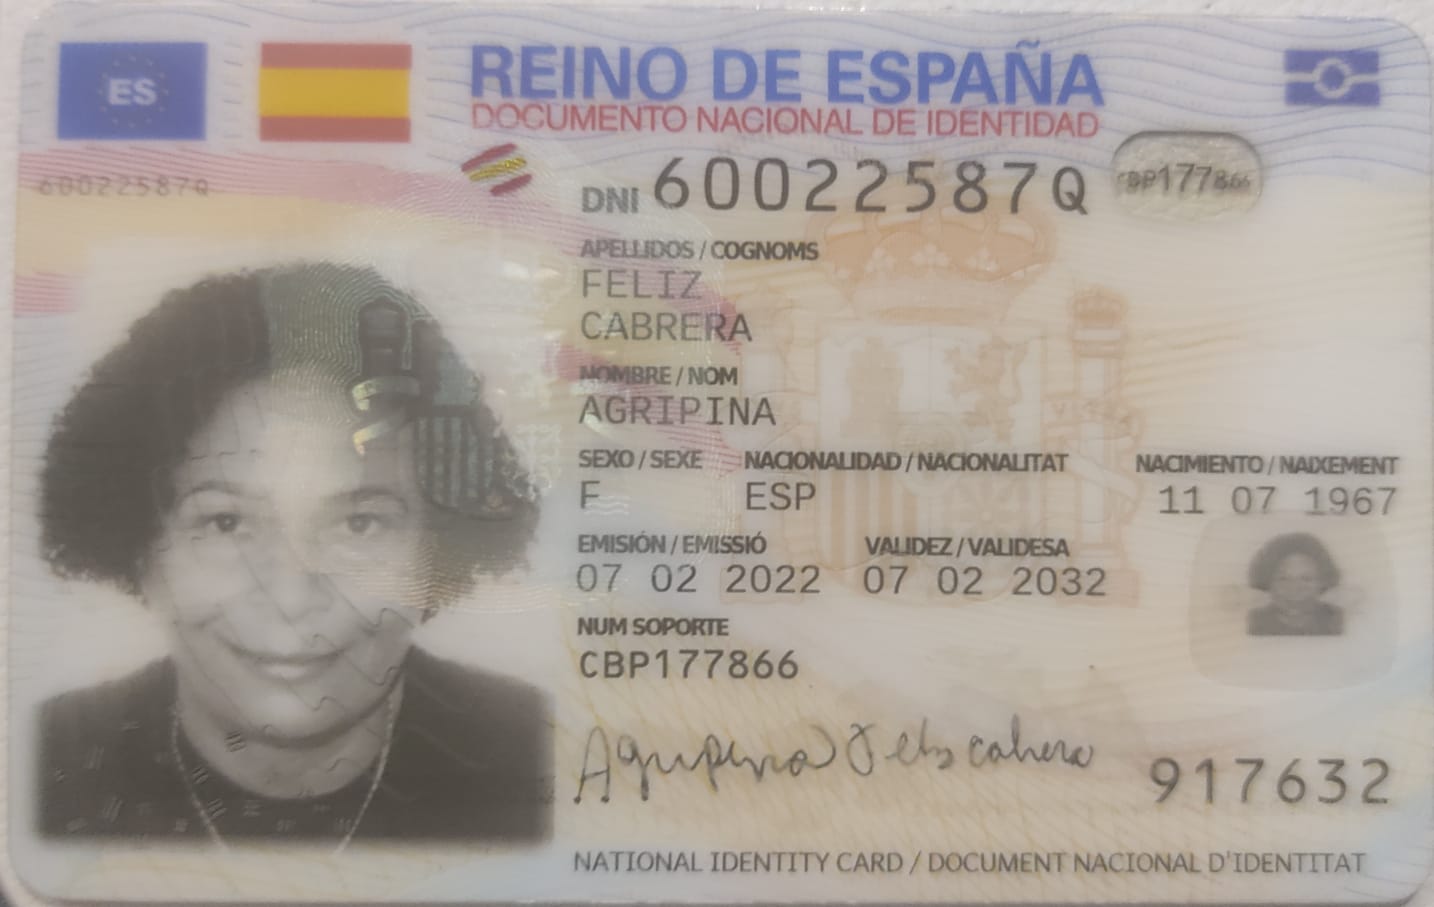 ES
REINO DE ESPAÑA
DOCUMENTO NACIONAL DE IDENTIDAD
60022587Q
DNI 60022587Q
CBP177866
APELLIDOS / COGNOMS
FELIZ
CABRERA
NOMBRE / NOM
AGRIPINA
SEXO / SEXE NACIONALIDAD / NACIONALITAT NACIMIENTO / NAIXEMENT
F ESP 11 07 1967
EMISIÓN / EMISSIÓ VALIDEZ / VALIDESA
07 02 2022 07 02 2032
NUM SOPORTE
CBP177866
Agripina Feliz cabrera
917632
NATIONAL IDENTITY CARD / DOCUMENT NACIONAL D'IDENTITAT